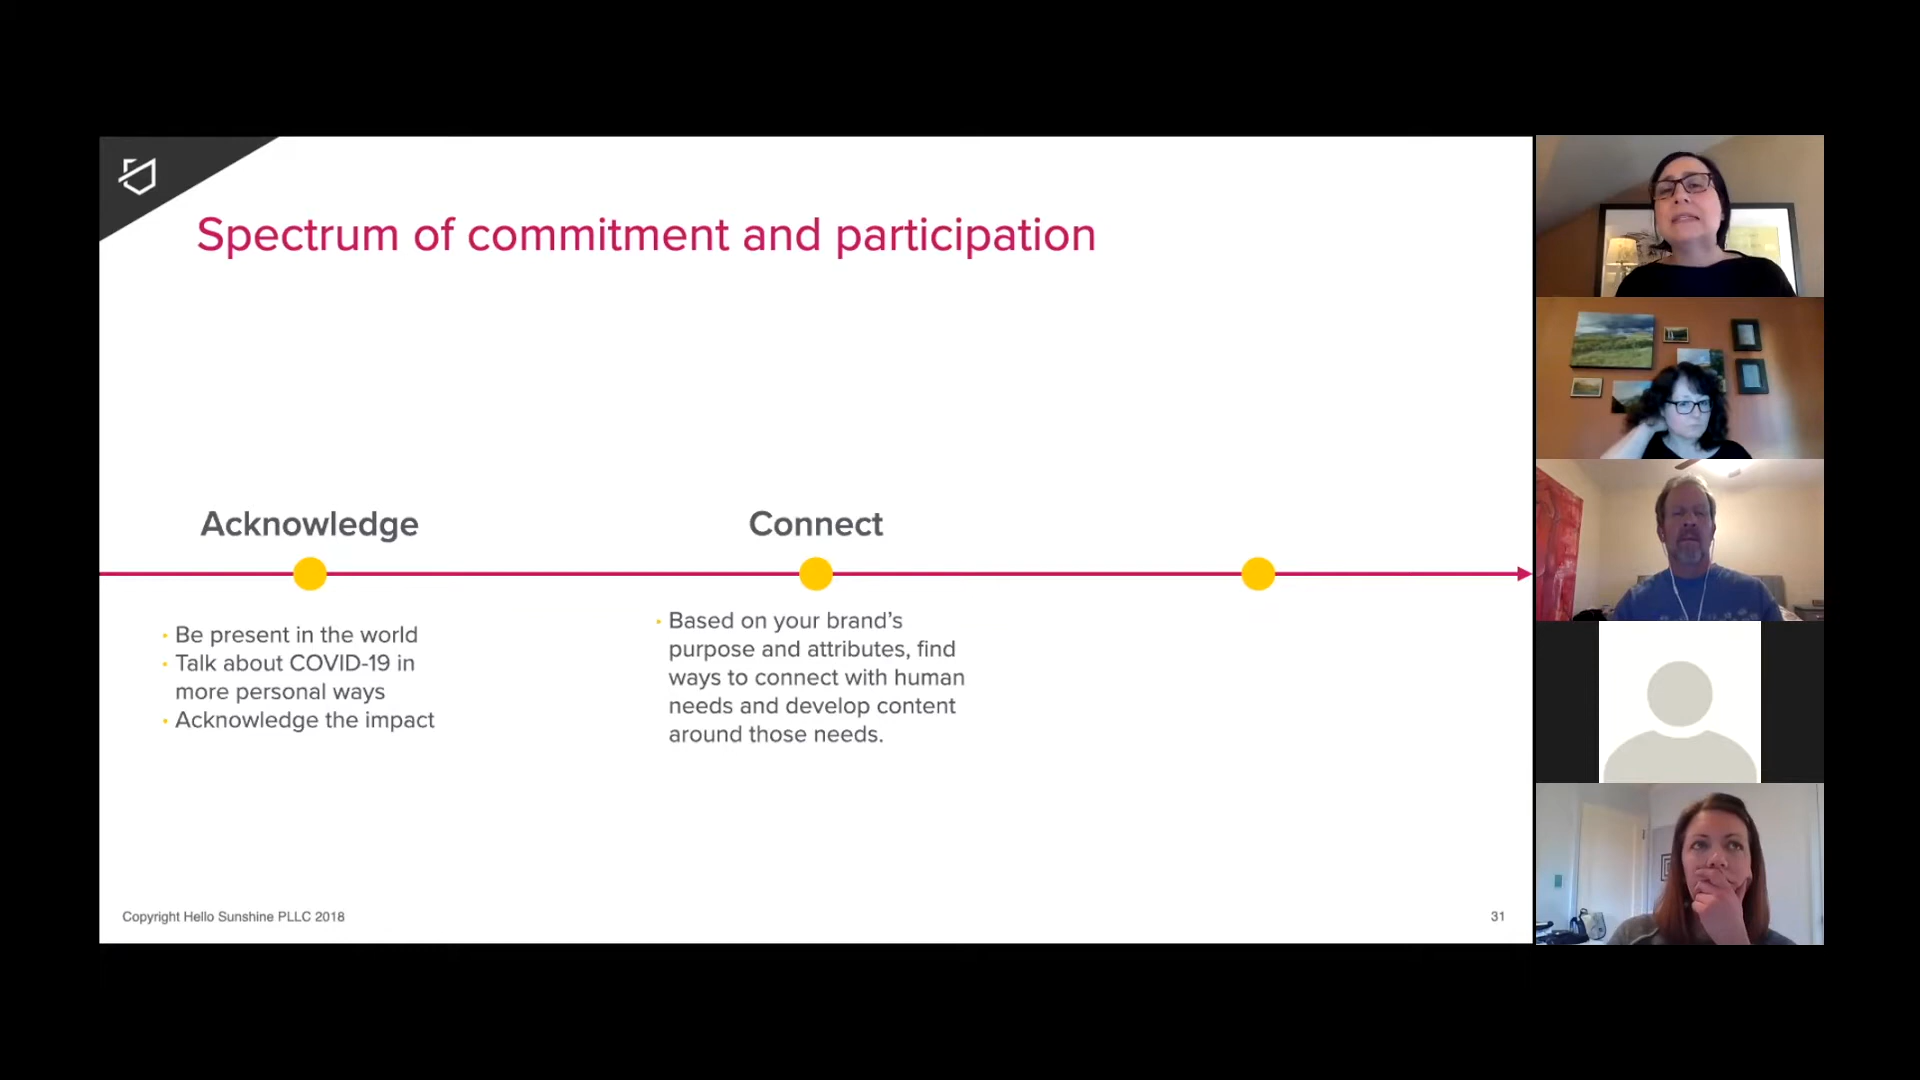 Spectrum of commitment and participation
Acknowledge
Connect
• Be present in the world
• Talk about COVID-19 in
more personal ways
• Acknowledge the impact
• Based on your brand’s
purpose and attributes, find
ways to connect with human
needs and develop content
around those needs.
Copyright Hello Sunshine PLLC 2018
31